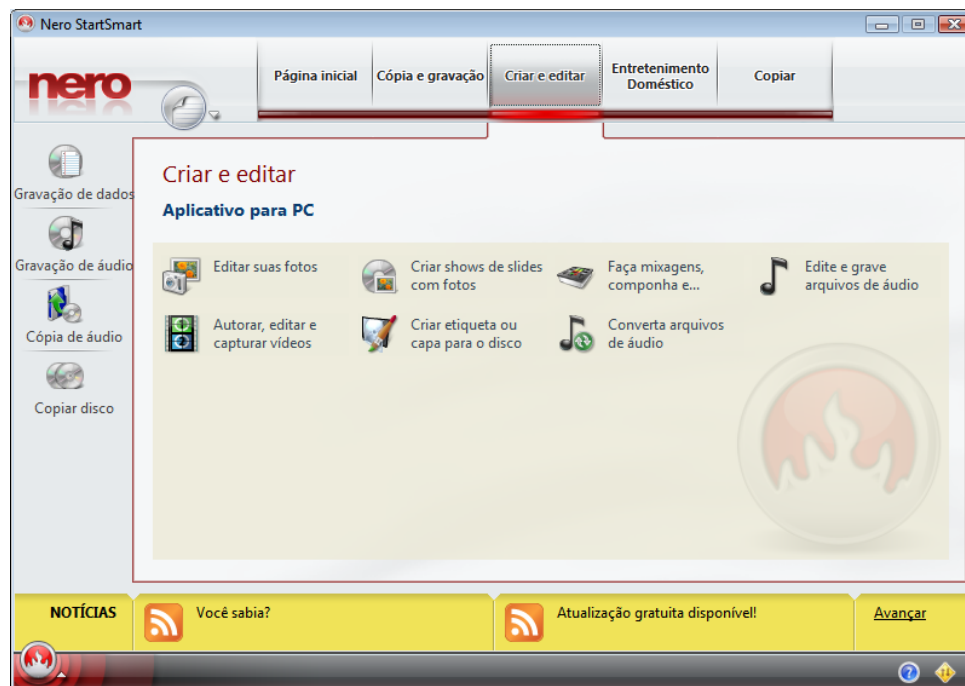 Nero StartSmart
nero
Página inicial
Cópia e gravação
Criar e editar
Entretenimento
Doméstico
Copiar
Gravação de dados
Gravação de áudio
Cópia de áudio
Copiar disco
Criar e editar
Aplicativo para PC
Editar suas fotos
Criar shows de slides
com fotos
Faça mixagens,
componha e...
Edite e grave
arquivos de áudio
Autorar, editar e
capturar vídeos
Criar etiqueta ou
capa para o disco
Converta arquivos
de áudio
NOTÍCIAS
Você sabia?
Atualização gratuita disponível!
Avançar